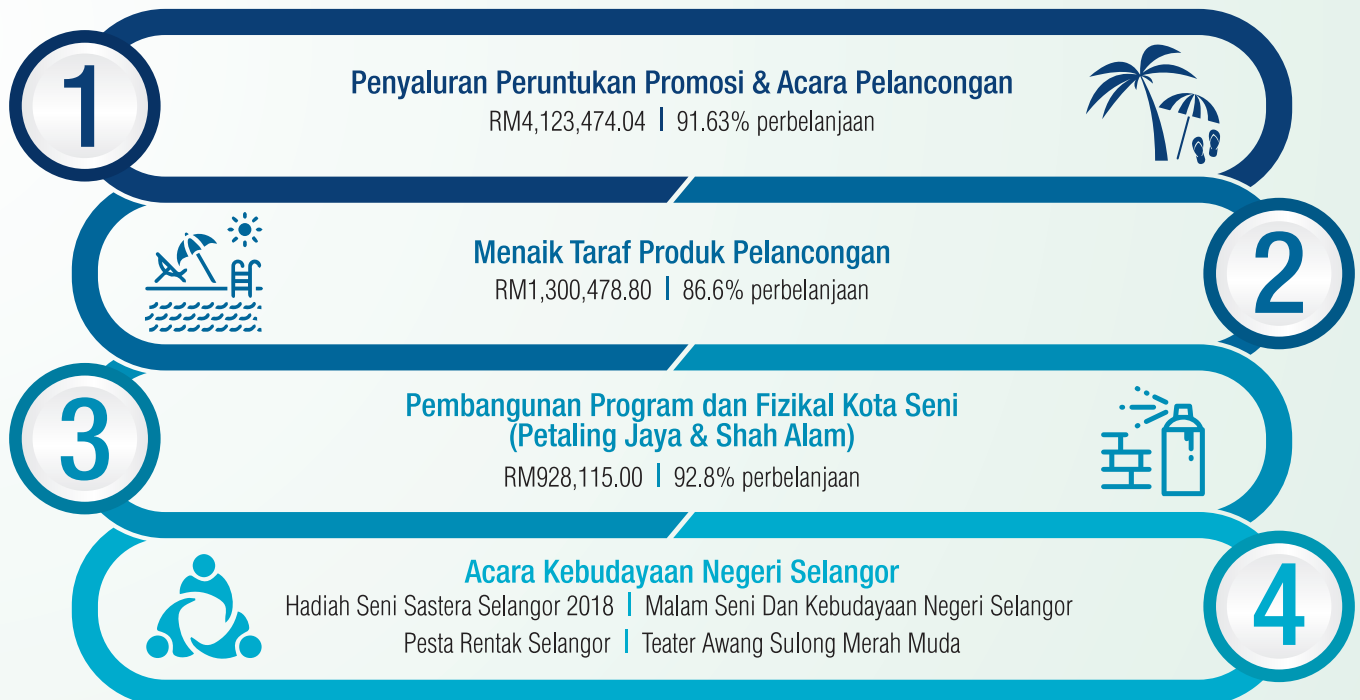 1
Penyaluran Peruntukan Promosi & Acara Pelancongan
RM4,123,474.04 | 91.63% perbelanjaan
Menaik Taraf Produk Pelancongan
RM1,300,478.80 | 86.6% perbelanjaan
2
3
Pembangunan Program dan Fizikal Kota Seni
(Petaling Jaya & Shah Alam)
RM928,115.00 | 92.8% perbelanjaan
Acara Kebudayaan Negeri Selangor
Hadiah Seni Sastera Selangor 2018 | Malam Seni Dan Kebudayaan Negeri Selangor
Pesta Rentak Selangor | Teater Awang Sulong Merah Muda
4